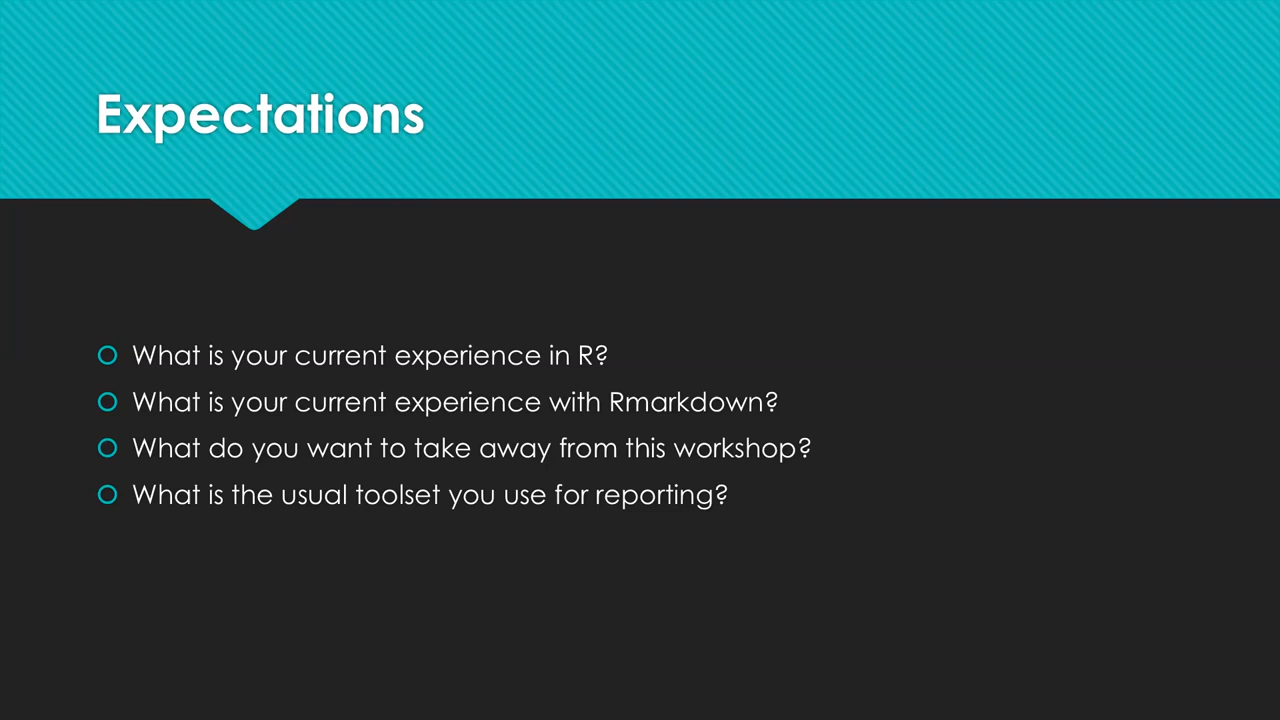 Expectations
What is your current experience in R?
What is your current experience with Rmarkdown?
What do you want to take away from this workshop?
What is the usual toolset you use for reporting?